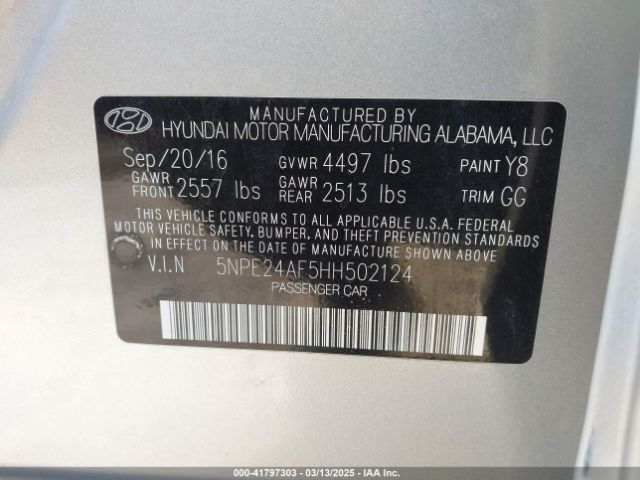 MANUFACTURED BY
HYUNDAI MOTOR MANUFACTURING ALABAMA, LLC
Sep/20/16 GVWR 4497 lbs PAINT Y8
GAWR FRONT 2557 lbs GAWR REAR 2513 lbs TRIM GG
THIS VEHICLE CONFORMS TO ALL APPLICABLE U.S.A. FEDERAL
MOTOR VEHICLE SAFETY, BUMPER, AND THEFT PREVENTION STANDARDS
IN EFFECT ON THE DATE OF MANUFACTURE SHOWN ABOVE.
V.I.N 5NPE24AF5HH502124
PASSENGER CAR
000-41797303 | 03/13/2025 - IAA. Inc.